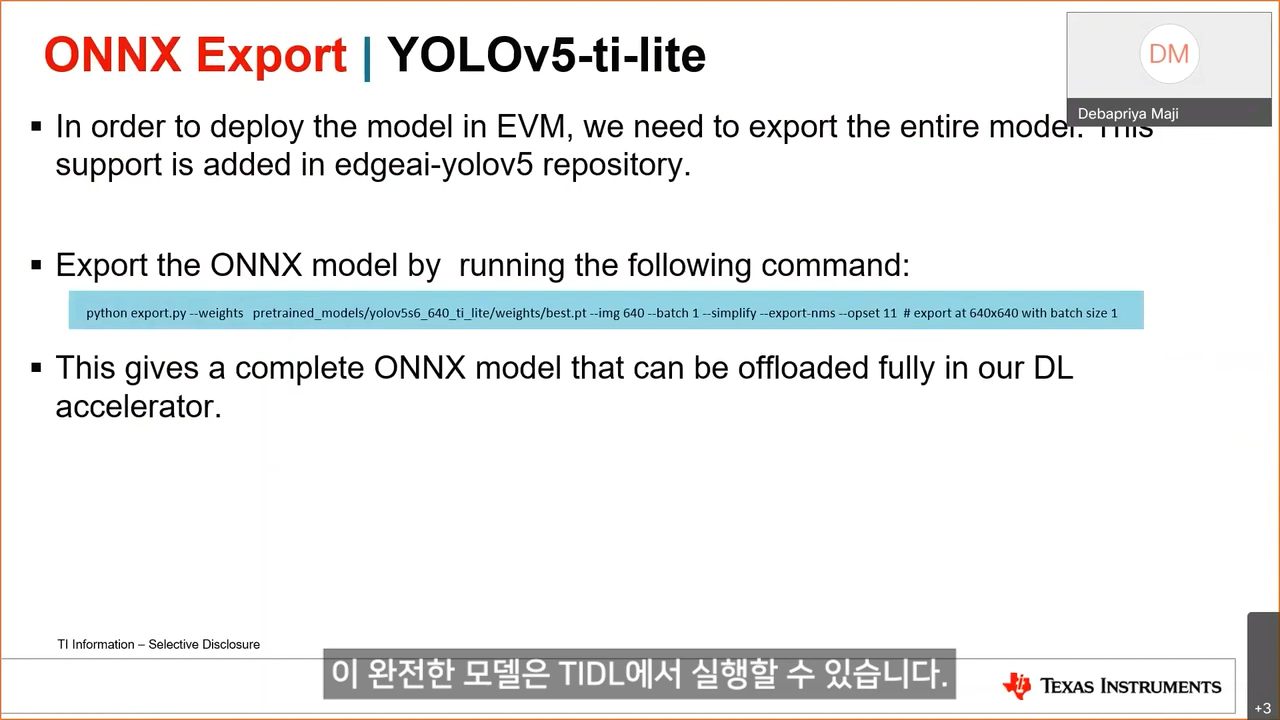 ONNX Export | YOLOv5-ti-lite
DM
Debapriya Maji
▪ In order to deploy the model in EVM, we need to export the entire model. This
support is added in edgeai-yolov5 repository.
▪ Export the ONNX model by  running the following command:
python export.py --weights   pretrained_models/yolov5s6_640_ti_lite/weights/best.pt --img 640 --batch 1 --simplify --export-nms --opset 11  # export at 640x640 with batch size 1
▪ This gives a complete ONNX model that can be offloaded fully in our DL
accelerator.
TI Information – Selective Disclosure
이 완전한 모델은 TIDL에서 실행할 수 있습니다.
TEXAS INSTRUMENTS
+3